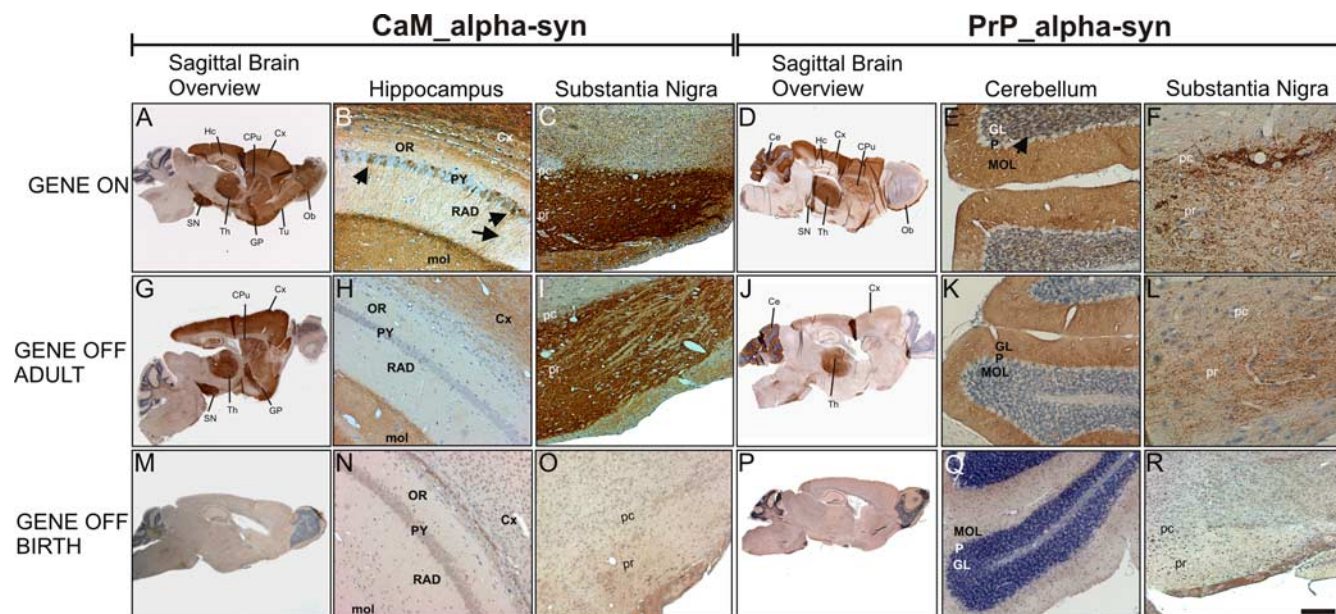 CaM_alpha-syn
PrP_alpha-syn
Sagittal Brain
Overview
Hippocampus
Substantia Nigra
Sagittal Brain
Overview
Cerebellum
Substantia Nigra
GENE ON
A
Hc
CPu
Cx
SN
Th
GP
Tu
Ob
B
Cx
OR
PY
RAD
mol
C
pc
pr
D
Ce
Hc
Cx
CPu
SN
Th
Ob
E
GL
P
MOL
F
pc
pr
GENE OFF
ADULT
G
CPu
Cx
SN
Th
GP
H
OR
PY
Cx
RAD
mol
I
pc
pr
J
Ce
Cx
Th
K
GL
P
MOL
L
pc
pr
GENE OFF
BIRTH
M
N
OR
PY
Cx
RAD
mol
O
pc
pr
P
Q
MOL
P
GL
R
pc
pr